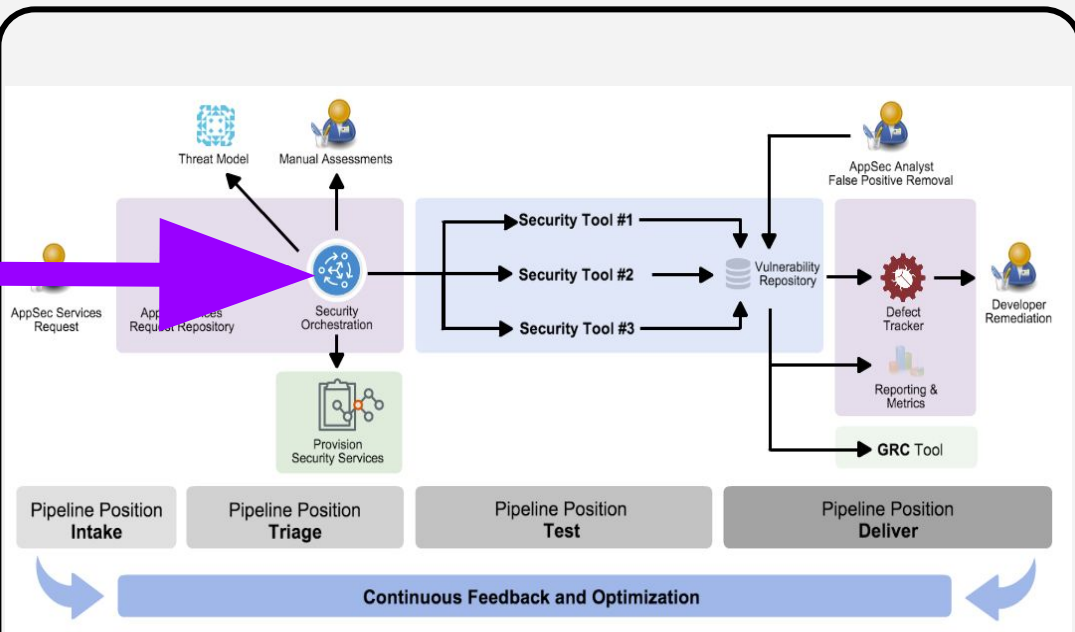 Threat Model
Manual Assessments
AppSec Analyst
False Positive Removal
AppSec Services
Request
Request Repository
Security
Orchestration
Security Tool #1
Security Tool #2
Security Tool #3
Vulnerability
Repository
Defect
Tracker
Developer
Remediation
Reporting &
Metrics
Provision
Security Services
GRC Tool
Pipeline Position
Intake
Pipeline Position
Triage
Pipeline Position
Test
Pipeline Position
Deliver
Continuous Feedback and Optimization